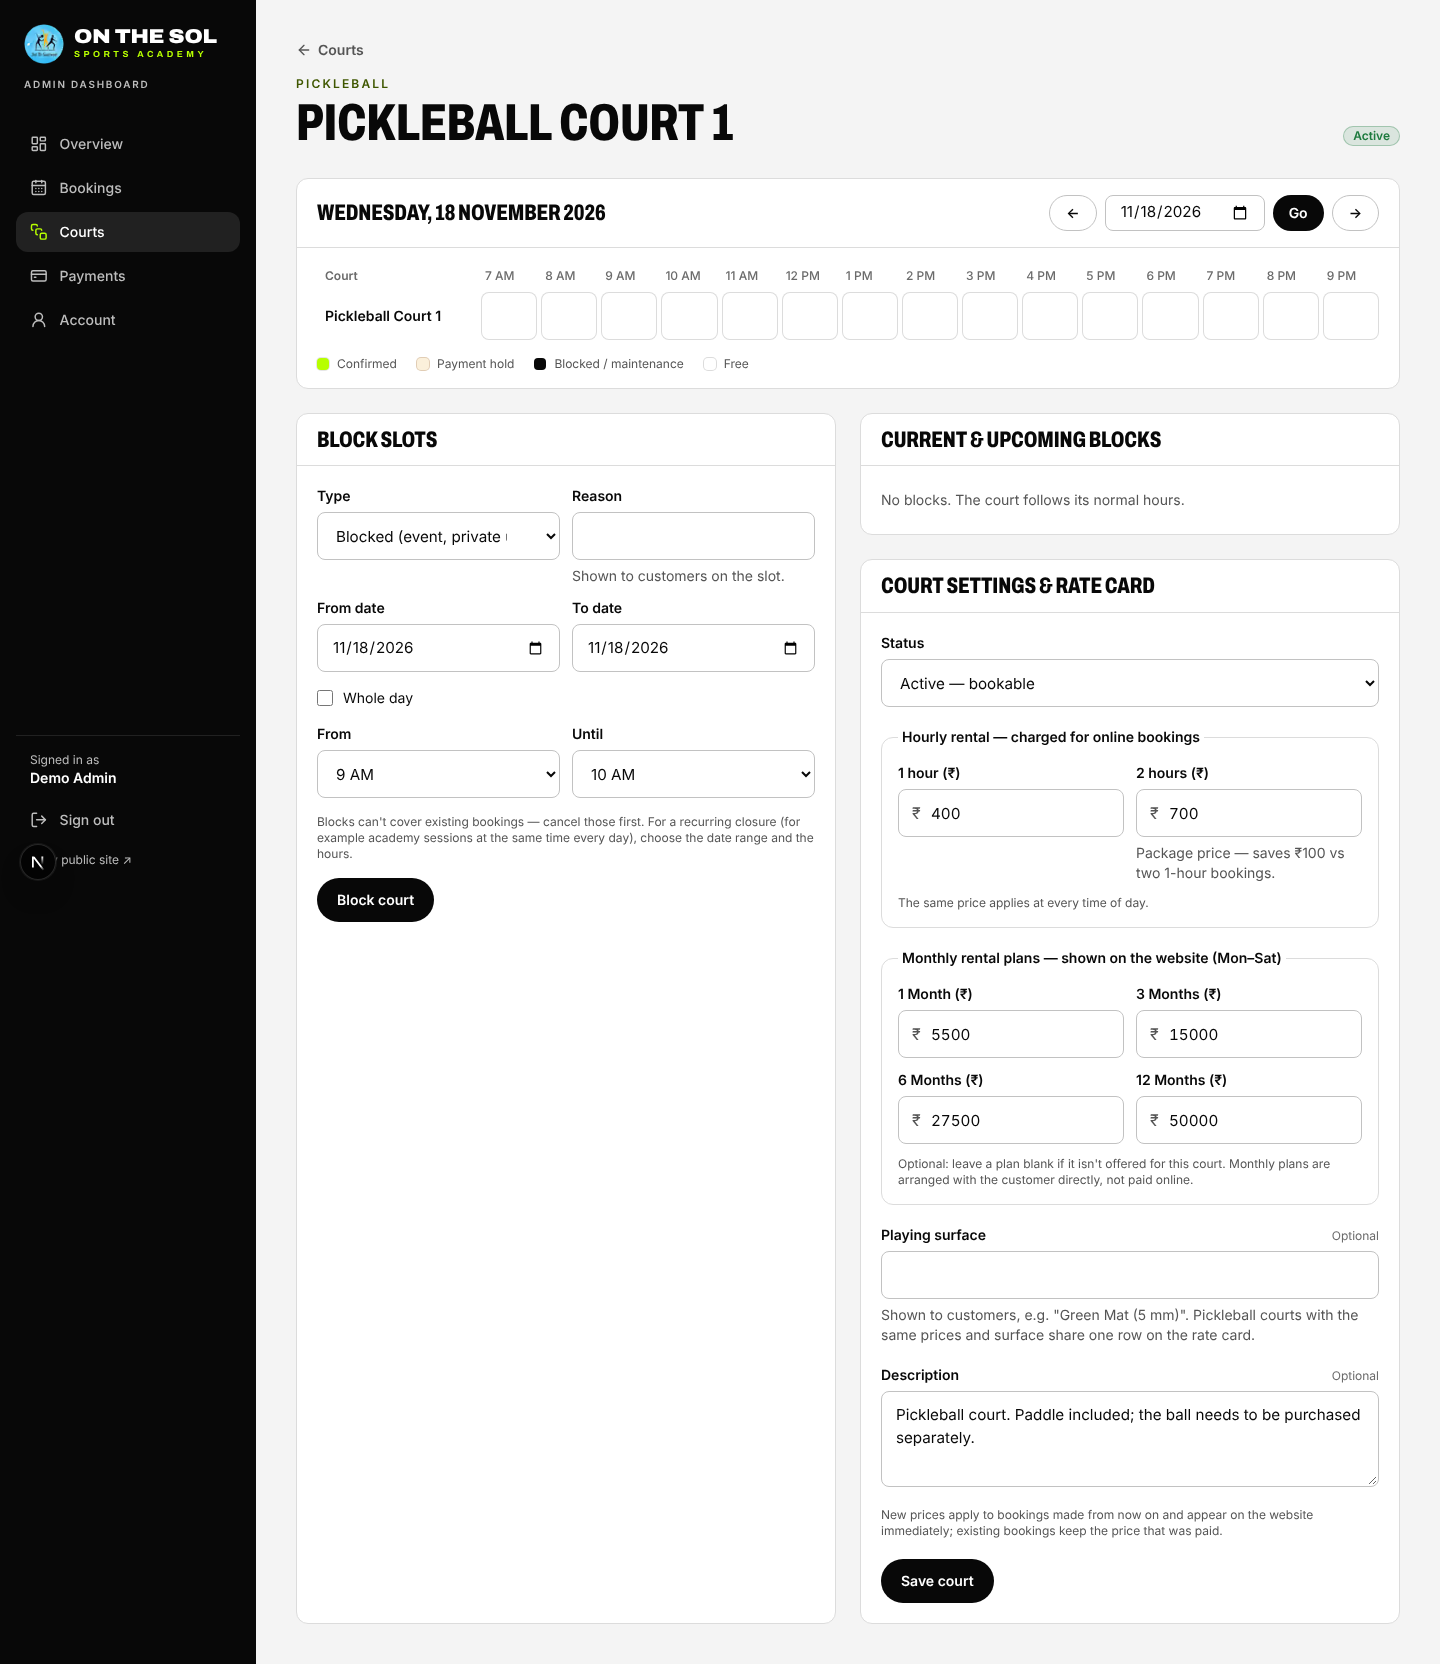 ON THE SOL
SPORTS ACADEMY
ADMIN DASHBOARD
Overview
Bookings
Courts
Payments
Account
Signed in as
Demo Admin
Sign out
N
public site ↗
← Courts
PICKLEBALL
PICKLEBALL COURT 1
Active
WEDNESDAY, 18 NOVEMBER 2026
← 11/18/2026 Go →
Court 7 AM 8 AM 9 AM 10 AM 11 AM 12 PM 1 PM 2 PM 3 PM 4 PM 5 PM 6 PM 7 PM 8 PM 9 PM
Pickleball Court 1
Confirmed Payment hold Blocked / maintenance Free
BLOCK SLOTS
Type Reason
Blocked (event, private
Shown to customers on the slot.
From date To date
11/18/2026 11/18/2026
Whole day
From Until
9 AM 10 AM
Blocks can't cover existing bookings — cancel those first. For a recurring closure (for
example academy sessions at the same time every day), choose the date range and the
hours.
Block court
CURRENT & UPCOMING BLOCKS
No blocks. The court follows its normal hours.
COURT SETTINGS & RATE CARD
Status
Active — bookable
Hourly rental — charged for online bookings
1 hour (₹) 2 hours (₹)
₹ 400 ₹ 700
Package price — saves ₹100 vs
two 1-hour bookings.
The same price applies at every time of day.
Monthly rental plans — shown on the website (Mon–Sat)
1 Month (₹) 3 Months (₹)
₹ 5500 ₹ 15000
6 Months (₹) 12 Months (₹)
₹ 27500 ₹ 50000
Optional: leave a plan blank if it isn't offered for this court. Monthly plans are
arranged with the customer directly, not paid online.
Playing surface Optional
Shown to customers, e.g. "Green Mat (5 mm)". Pickleball courts with the
same prices and surface share one row on the rate card.
Description Optional
Pickleball court. Paddle included; the ball needs to be purchased
separately.
New prices apply to bookings made from now on and appear on the website
immediately; existing bookings keep the price that was paid.
Save court